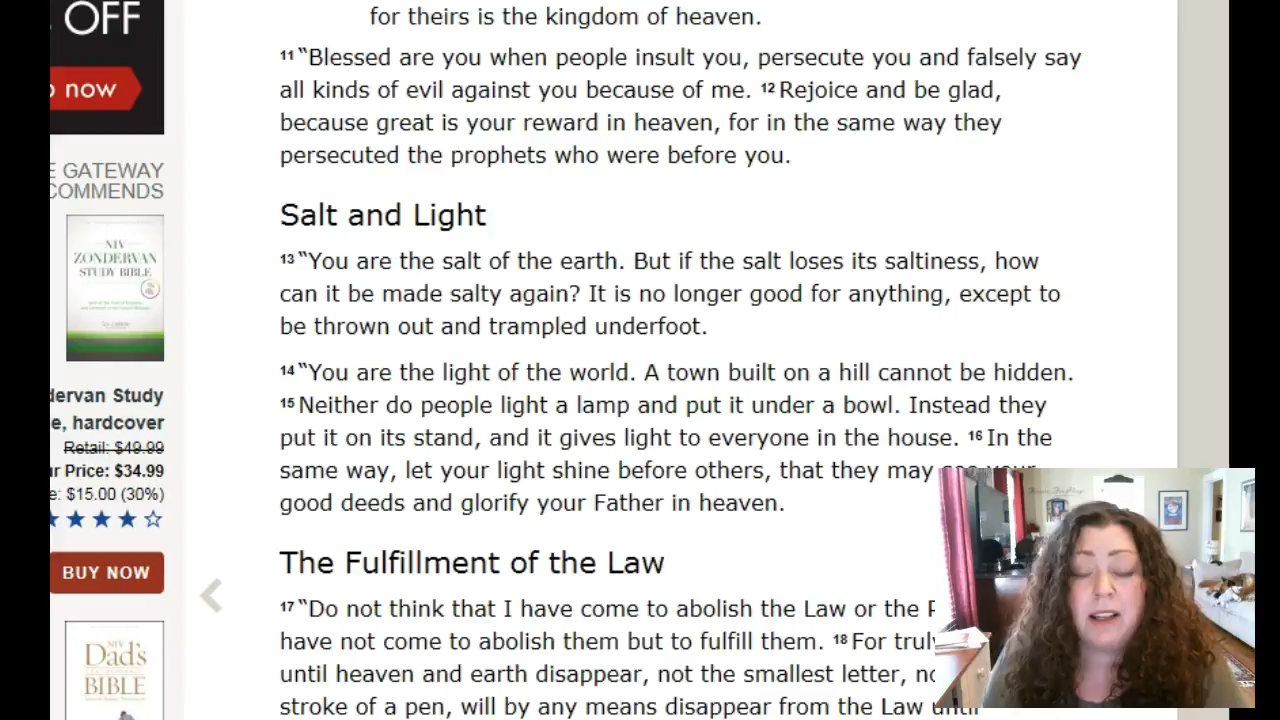 OFF
now
GATEWAY
COMMENDS
NIV
ZONDERVAN
STUDY BIBLE
dervan Study
e, hardcover
Retail: $49.99
ur Price: $34.99
e: $15.00 (30%)
BUY NOW
NIV
Dad's
BIBLE
for theirs is the kingdom of heaven.
11 “Blessed are you when people insult you, persecute you and falsely say
all kinds of evil against you because of me. 12 Rejoice and be glad,
because great is your reward in heaven, for in the same way they
persecuted the prophets who were before you.
Salt and Light
13 “You are the salt of the earth. But if the salt loses its saltiness, how
can it be made salty again? It is no longer good for anything, except to
be thrown out and trampled underfoot.
14 “You are the light of the world. A town built on a hill cannot be hidden.
15 Neither do people light a lamp and put it under a bowl. Instead they
put it on its stand, and it gives light to everyone in the house. 16 In the
same way, let your light shine before others, that they may see your
good deeds and glorify your Father in heaven.
The Fulfillment of the Law
17 “Do not think that I have come to abolish the Law or the
have not come to abolish them but to fulfill them. 18 For trul
until heaven and earth disappear, not the smallest letter,
stroke of a pen, will by any means disappear from the Law until